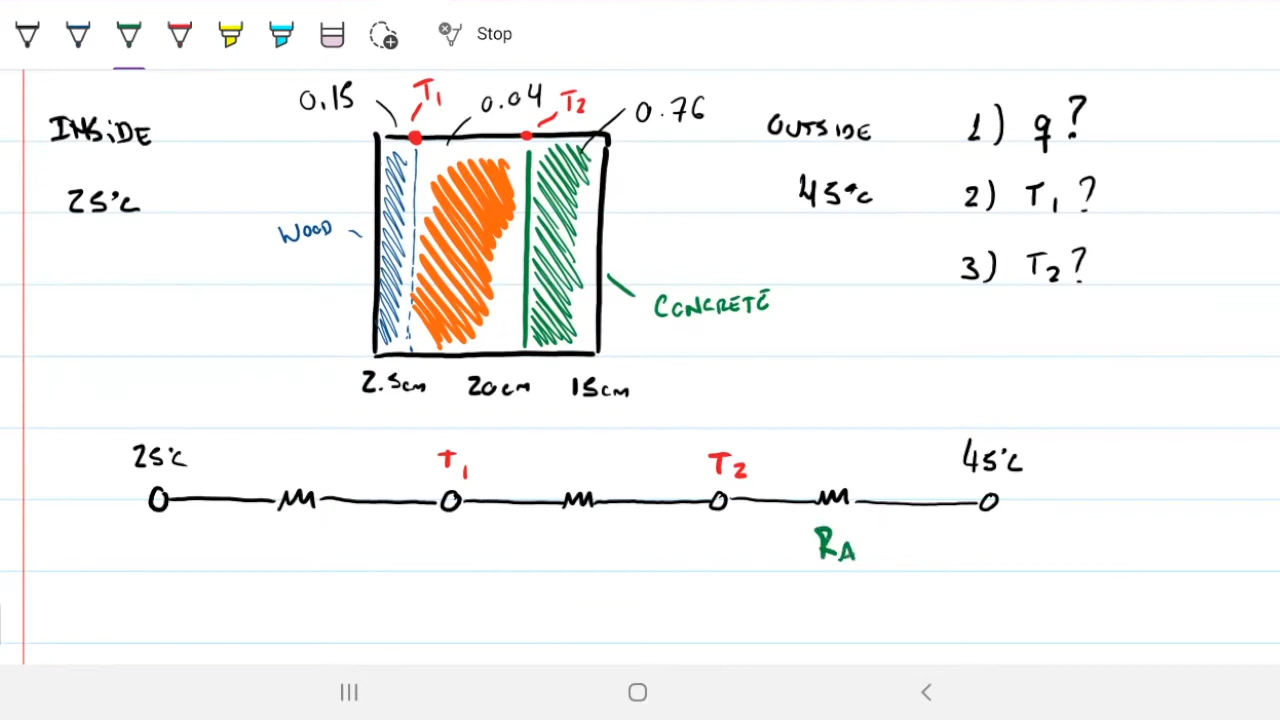 Stop
0.15
T1
0.04
T2
0.76
INSIDE
OUTSIDE
1) q?
25°C
45°C
2) T1?
WOOD
3) T2?
CONCRETE
2.5cm 20cm 15cm
25°C
T1
T2
45°C
RA